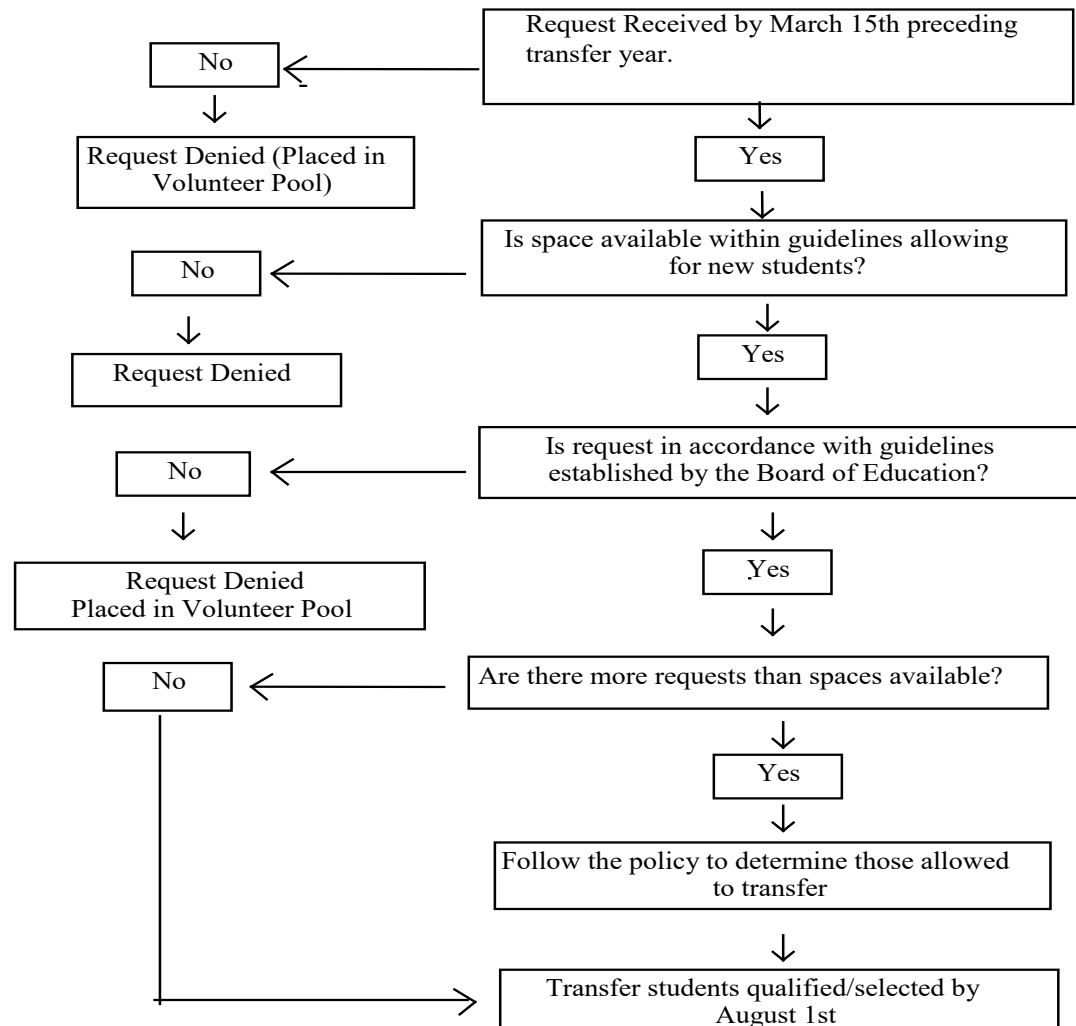 Request Received by March 15th preceding
transfer year.
No
Request Denied (Placed in
Volunteer Pool)
Yes
Is space available within guidelines allowing
for new students?
No
Request Denied
Yes
Is request in accordance with guidelines
established by the Board of Education?
No
Request Denied
Placed in Volunteer Pool
Yes
Are there more requests than spaces available?
No
Yes
Follow the policy to determine those allowed
to transfer
Transfer students qualified/selected by
August 1st